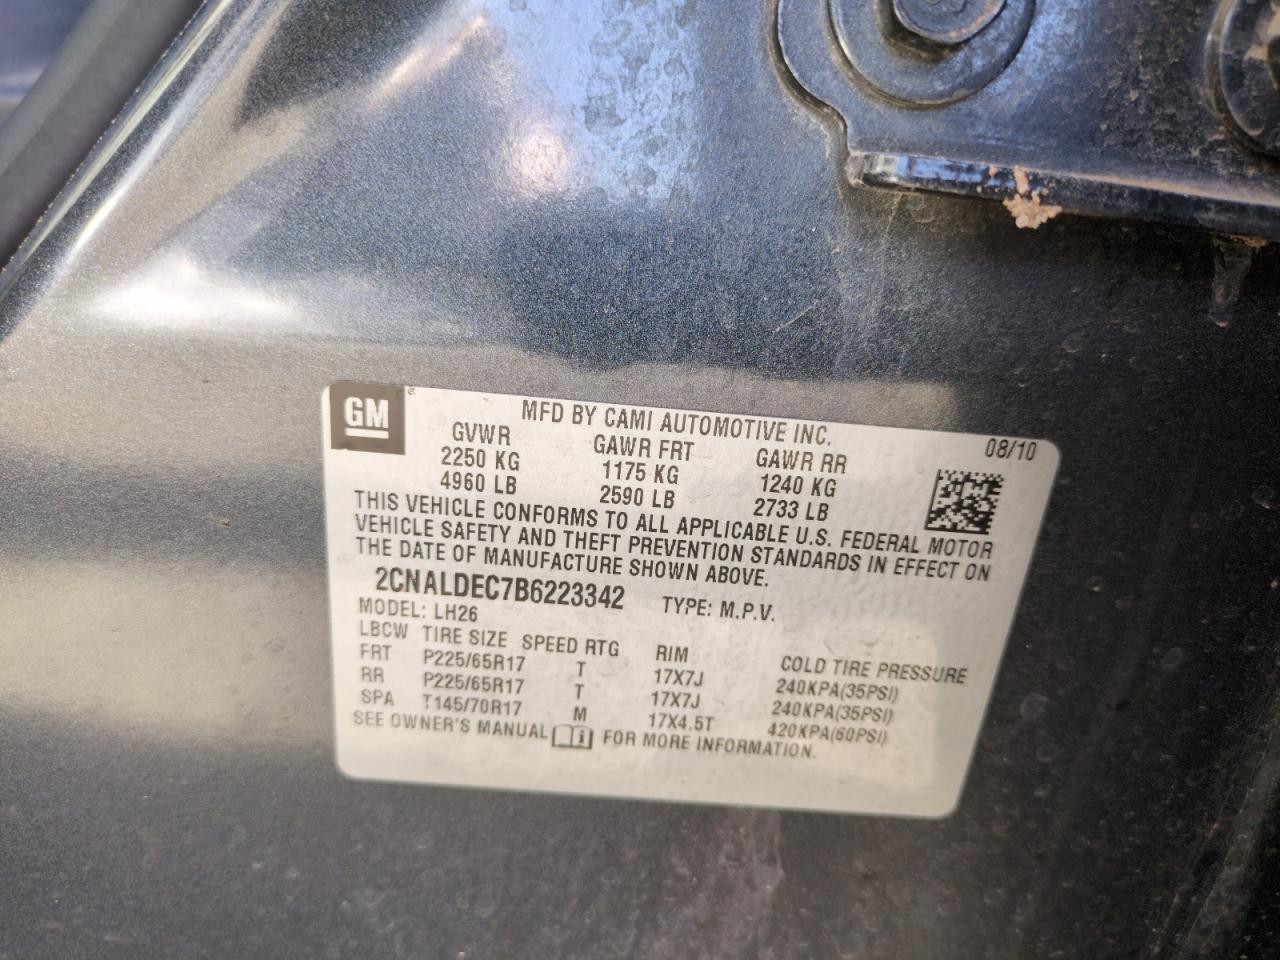 GM ®
MFD BY CAMI AUTOMOTIVE INC.
08/10
GVWR GAWR FRT GAWR RR
2250 KG 1175 KG 1240 KG
4960 LB 2590 LB 2733 LB
THIS VEHICLE CONFORMS TO ALL APPLICABLE U.S. FEDERAL MOTOR
VEHICLE SAFETY AND THEFT PREVENTION STANDARDS IN EFFECT ON
THE DATE OF MANUFACTURE SHOWN ABOVE.
2CNALDEC7B6223342 TYPE: M.P.V.
MODEL: LH26
LBCW TIRE SIZE SPEED RTG RIM COLD TIRE PRESSURE
FRT P225/65R17 T 17X7J 240KPA(35PSI)
RR P225/65R17 T 17X7J 240KPA(35PSI)
SPA T145/70R17 M 17X4.5T 420KPA(60PSI)
SEE OWNER'S MANUAL i FOR MORE INFORMATION.